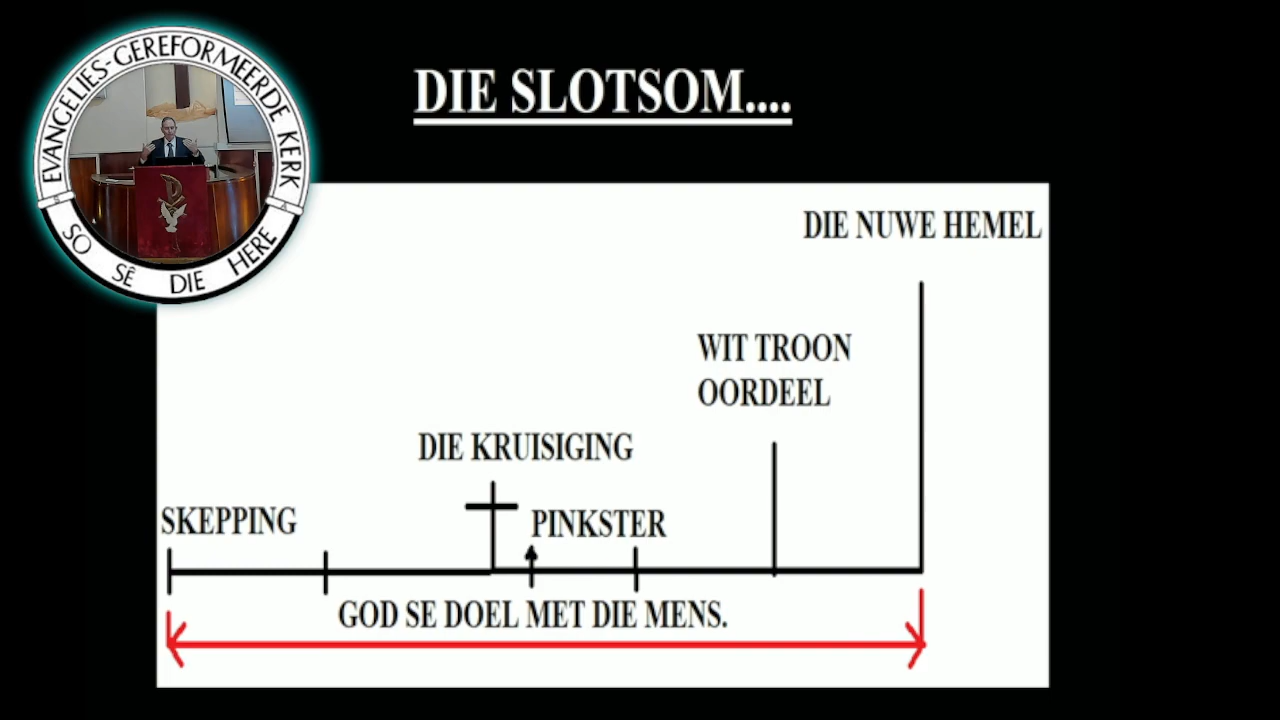 EVANGELIES-GEREFORMEERDE KERK
SO SÊ DIE HERE
DIE SLOTSOM....
DIE NUWE HEMEL
WIT TROON
OORDEEL
DIE KRUISIGING
SKEPPING
PINKSTER
GOD SE DOEL MET DIE MENS.